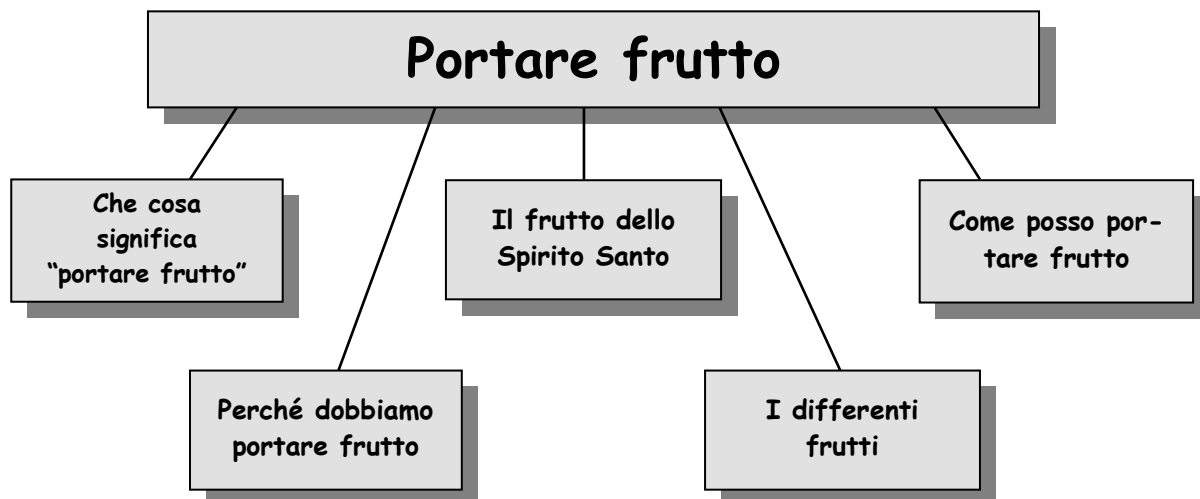 Portare frutto
Che cosa
significa
“portare frutto”
Il frutto dello
Spirito Santo
Come posso por-
tare frutto
Perché dobbiamo
portare frutto
I differenti
frutti